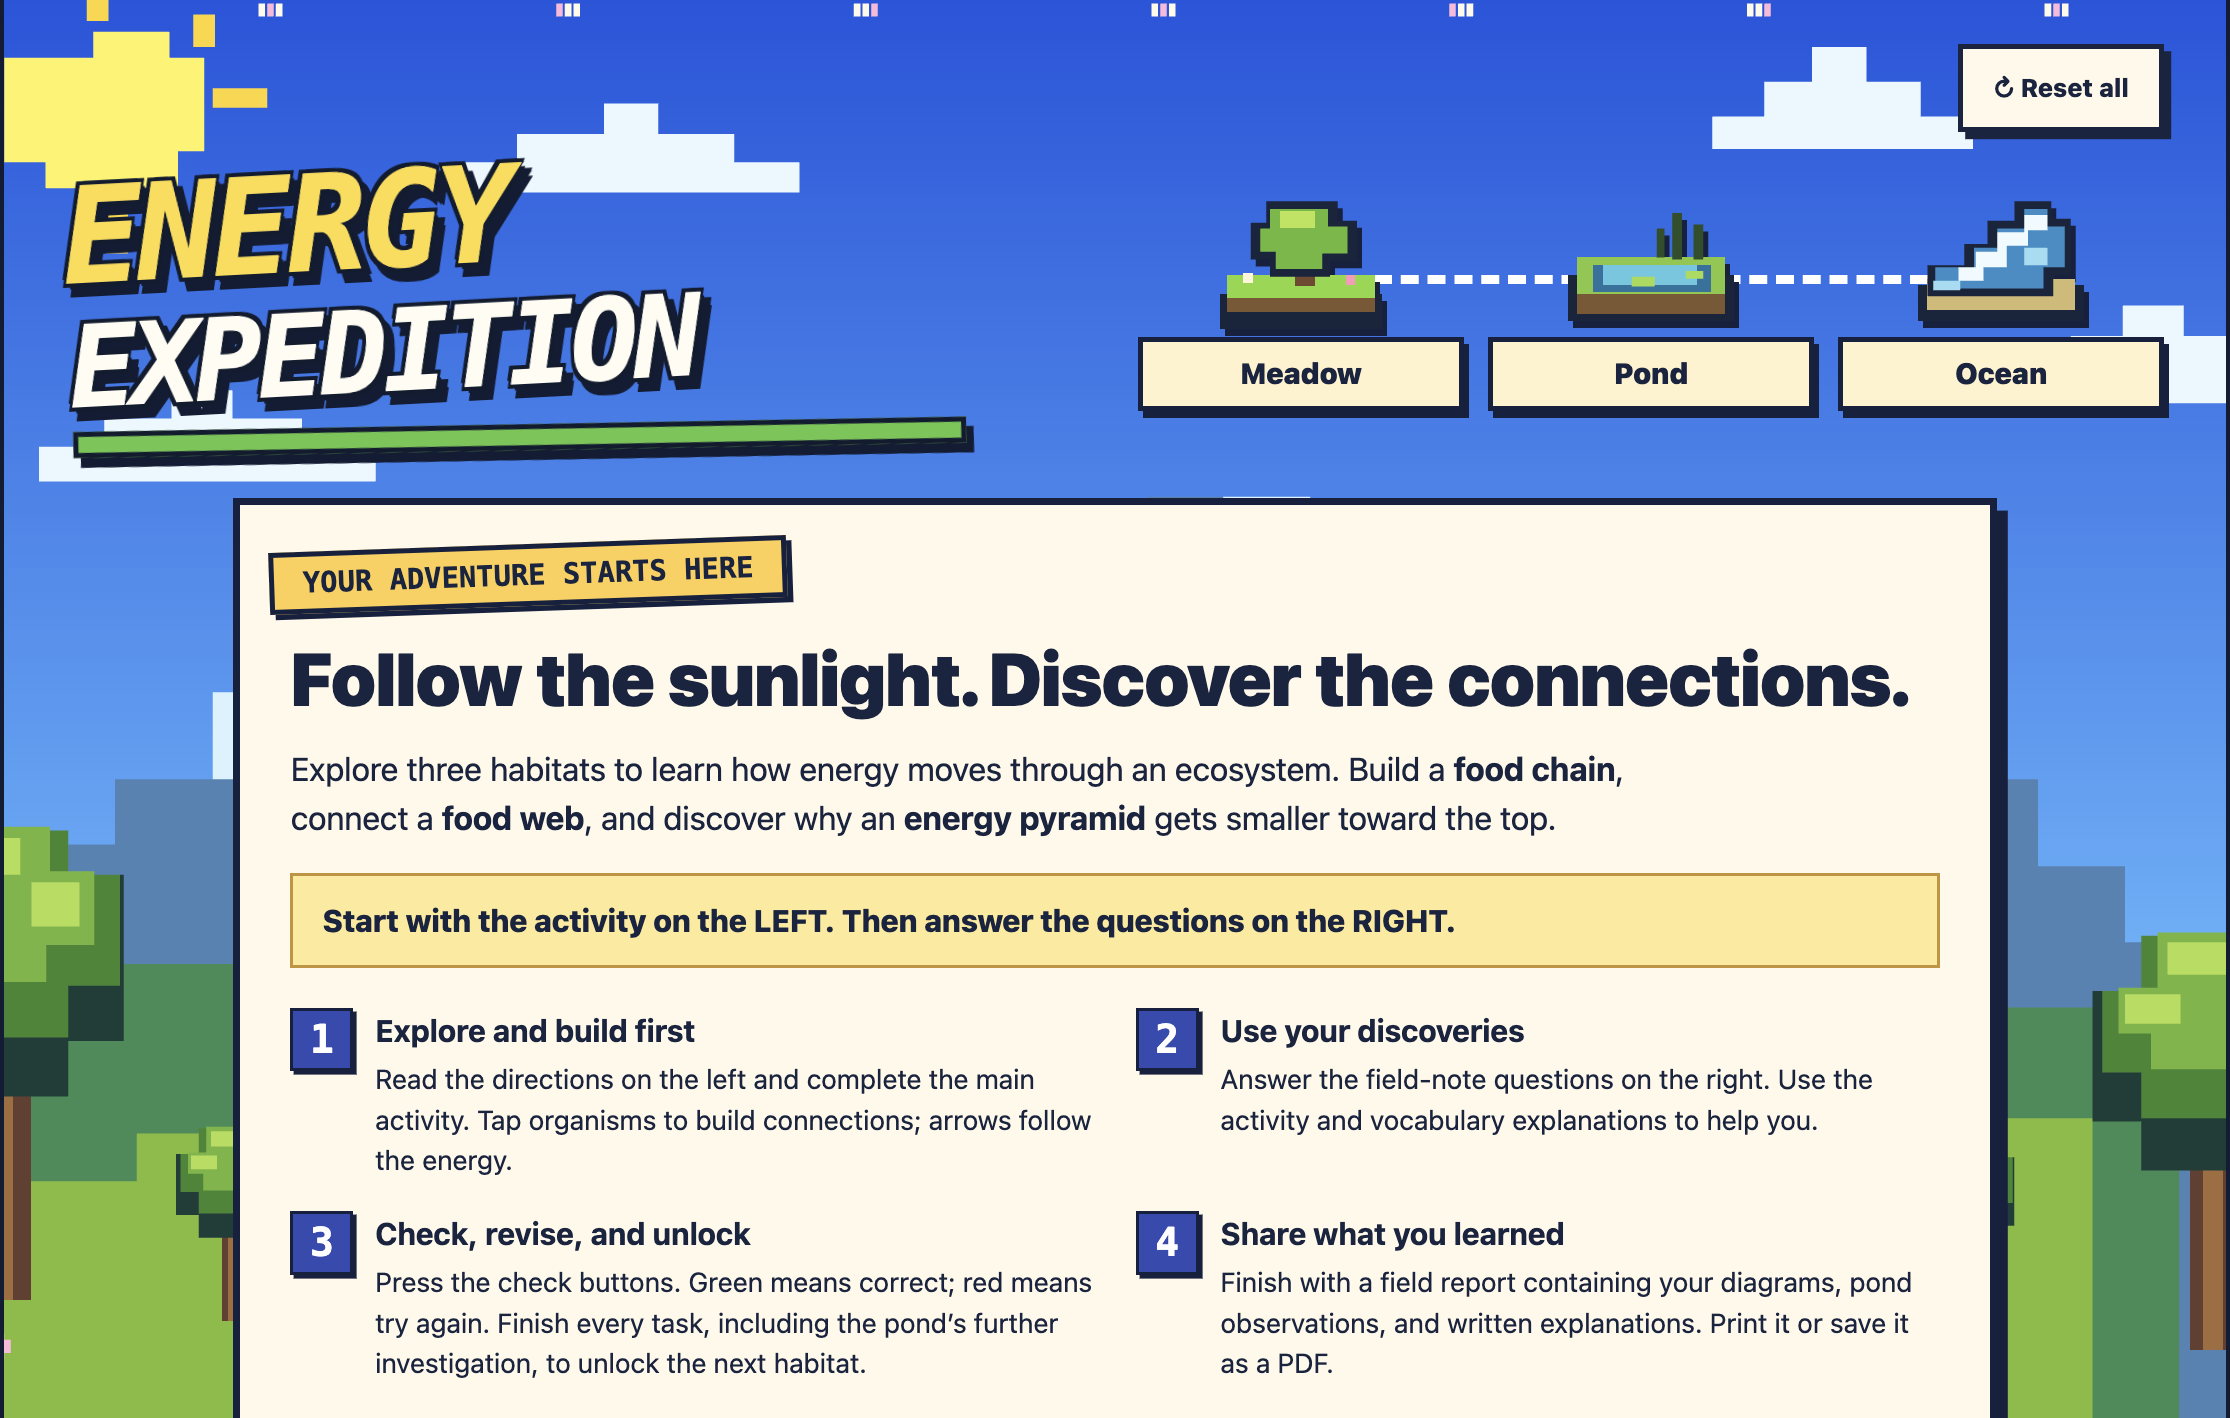 ↻ Reset all
ENERGY
EXPEDITION
Meadow
Pond
Ocean
YOUR ADVENTURE STARTS HERE
Follow the sunlight. Discover the connections.
Explore three habitats to learn how energy moves through an ecosystem. Build a food chain,
connect a food web, and discover why an energy pyramid gets smaller toward the top.
Start with the activity on the LEFT. Then answer the questions on the RIGHT.
1
Explore and build first
Read the directions on the left and complete the main
activity. Tap organisms to build connections; arrows follow
the energy.
2
Use your discoveries
Answer the field-note questions on the right. Use the
activity and vocabulary explanations to help you.
3
Check, revise, and unlock
Press the check buttons. Green means correct; red means
try again. Finish every task, including the pond’s further
investigation, to unlock the next habitat.
4
Share what you learned
Finish with a field report containing your diagrams, pond
observations, and written explanations. Print it or save it
as a PDF.